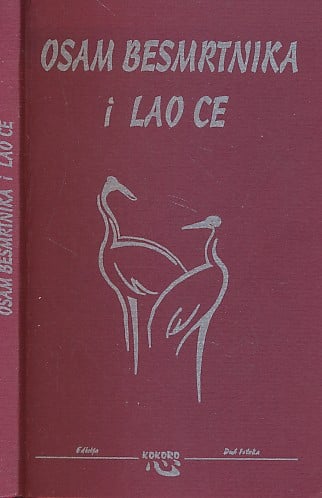 OSAM BESMRTNIKA
i LAO CE
OSAM BESMRTNIKA i LAO CE
Edicija
KOKORO